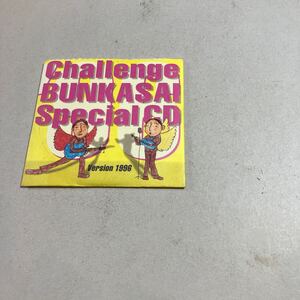 Challenge
BUNKASAI
Special CD
Version 1996